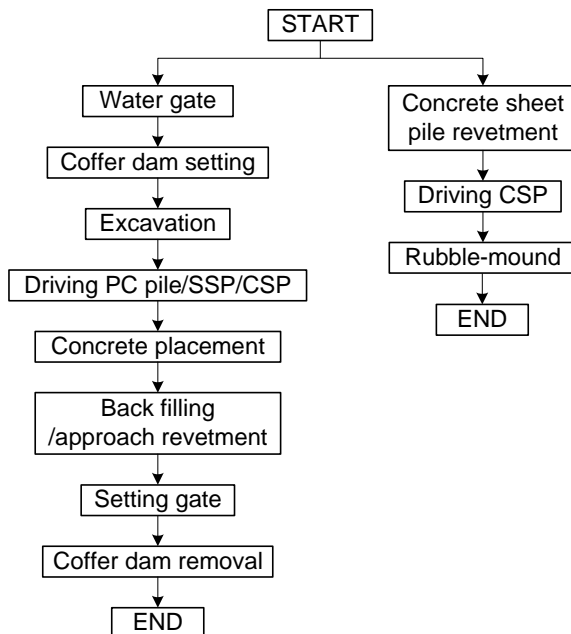 START
Water gate
Coffer dam setting
Excavation
Driving PC pile/SSP/CSP
Concrete placement
Back filling
/approach revetment
Setting gate
Coffer dam removal
END
Concrete sheet
pile revetment
Driving CSP
Rubble-mound
END